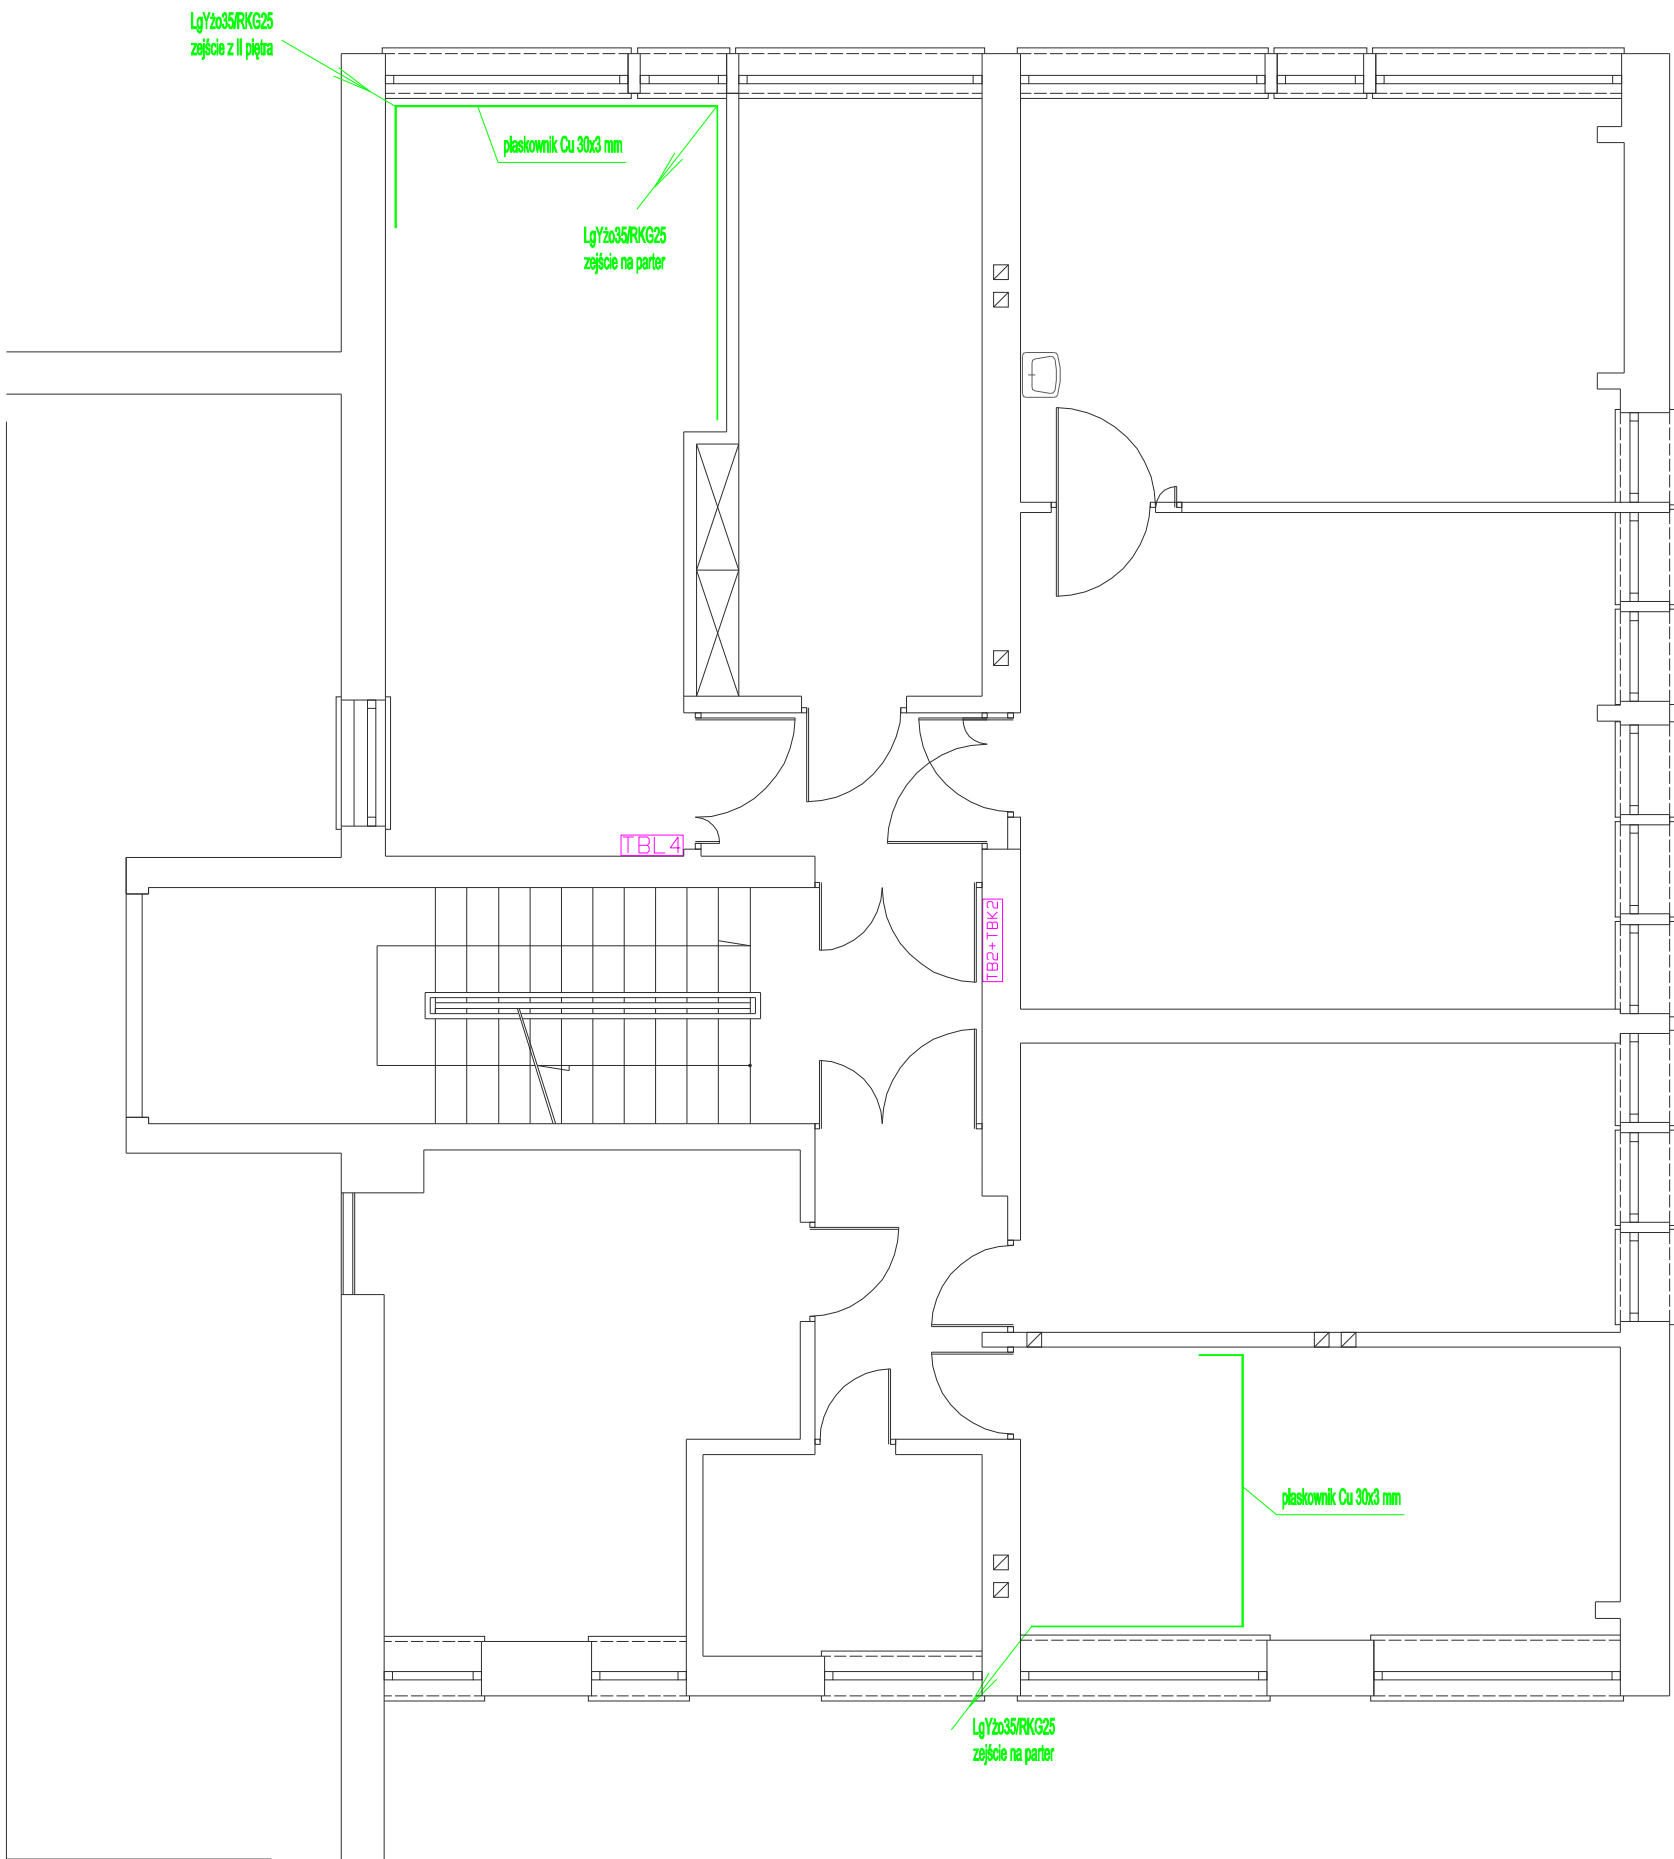 LgYżo35/RKG25
zejście z II piętra
płaskownik Cu 30x3 mm
LgYżo35/RKG25
zejście na parter
TBL4
TB2+TBK2
płaskownik Cu 30x3 mm
LgYżo35/RKG25
zejście na parter